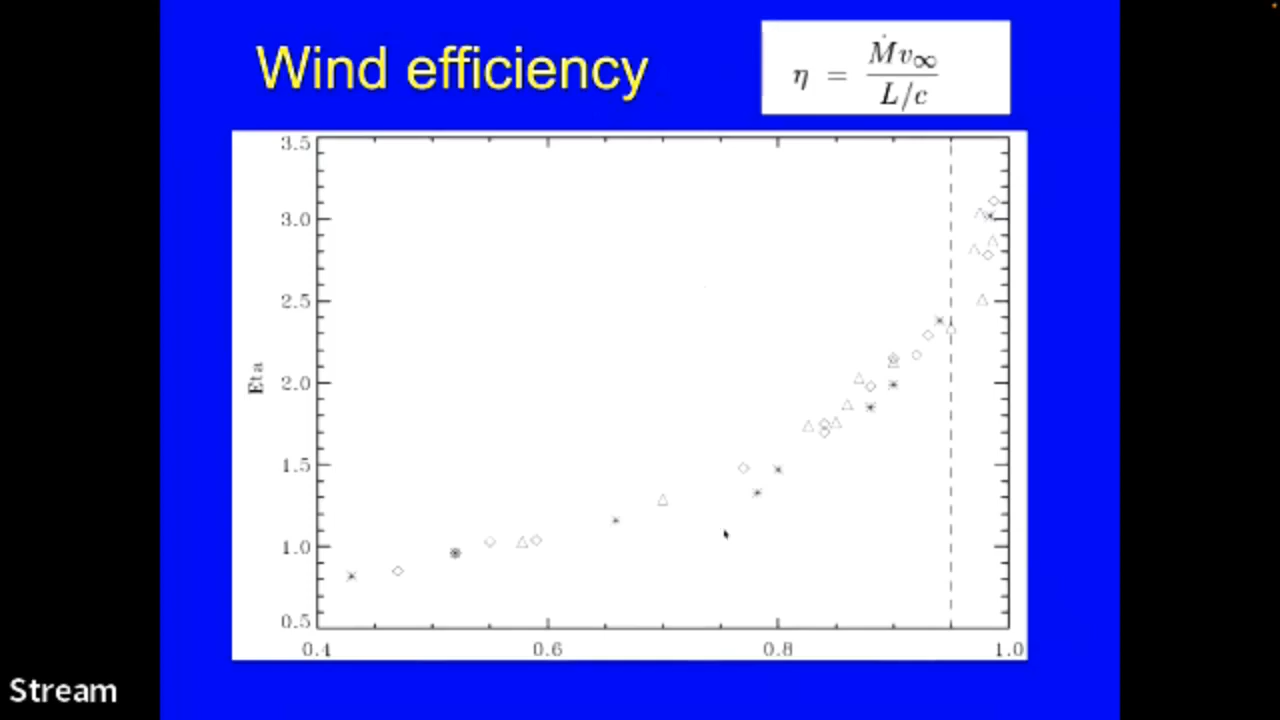 Wind efficiency
η = Ṁv∞ / L/c
3.5
3.0
2.5
2.0
1.5
1.0
0.5
Eta
0.4 0.6 0.8 1.0
Stream